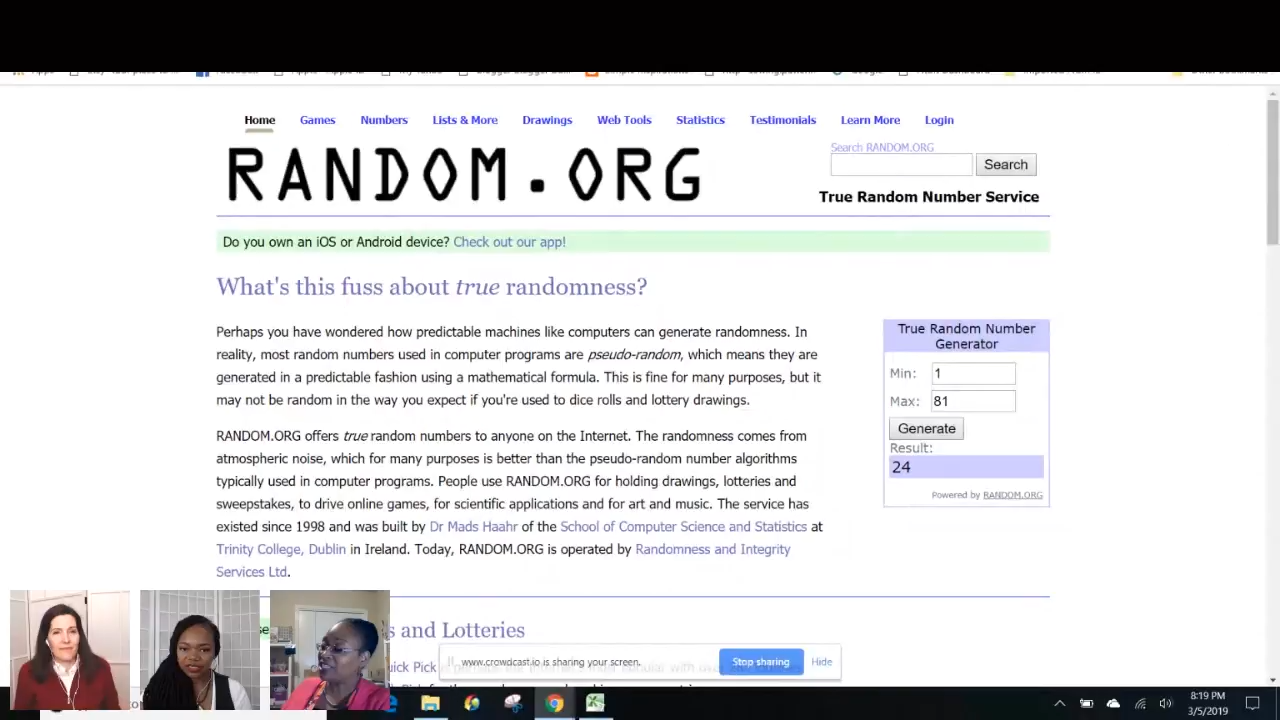 Home Games Numbers Lists & More Drawings Web Tools Statistics Testimonials Learn More Login
RANDOM.ORG
Search RANDOM.ORG
Search
True Random Number Service
Do you own an iOS or Android device? Check out our app!
What's this fuss about true randomness?
Perhaps you have wondered how predictable machines like computers can generate randomness. In
reality, most random numbers used in computer programs are pseudo-random, which means they are
generated in a predictable fashion using a mathematical formula. This is fine for many purposes, but it
may not be random in the way you expect if you're used to dice rolls and lottery drawings.
RANDOM.ORG offers true random numbers to anyone on the Internet. The randomness comes from
atmospheric noise, which for many purposes is better than the pseudo-random number algorithms
typically used in computer programs. People use RANDOM.ORG for holding drawings, lotteries and
sweepstakes, to drive online games, for scientific applications and for art and music. The service has
existed since 1998 and was built by Dr Mads Haahr of the School of Computer Science and Statistics at
Trinity College, Dublin in Ireland. Today, RANDOM.ORG is operated by Randomness and Integrity
Services Ltd.
True Random Number
Generator
Min: 1
Max: 81
Generate
Result:
24
Powered by RANDOM.ORG
s and Lotteries
www.crowdcast.io is sharing your screen.
Stop sharing
Hide
8:19 PM
3/5/2019